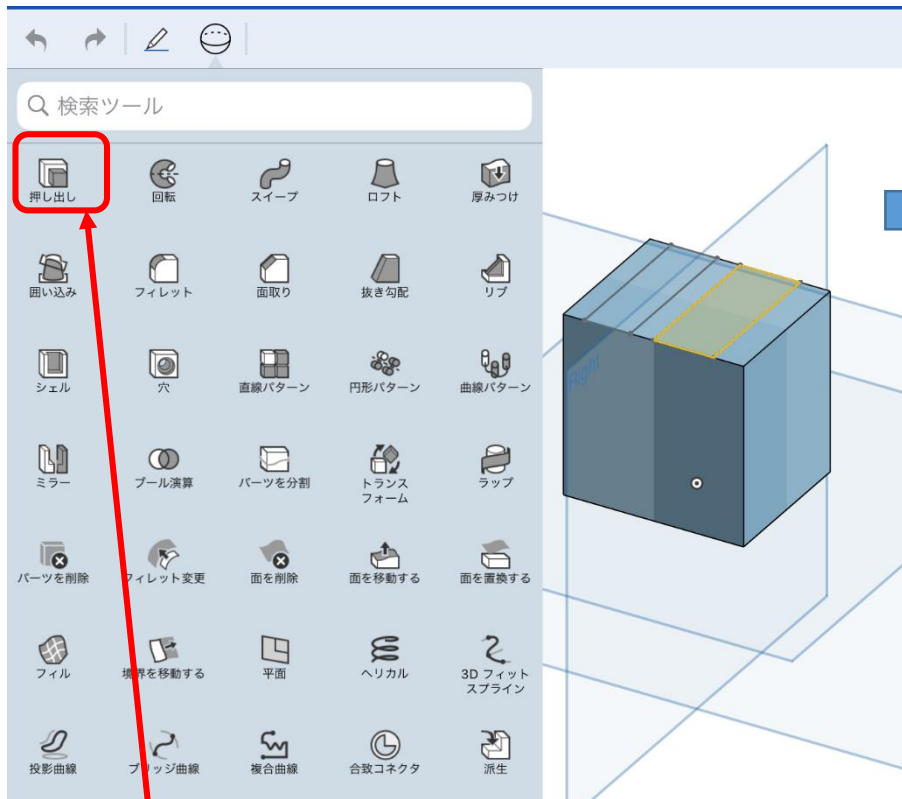 検索ツール
押し出し
回転
スイープ
ロフト
厚みつけ
囲い込み
フィレット
面取り
抜き勾配
リブ
シェル
穴
直線パターン
円形パターン
曲線パターン
ミラー
ブール演算
パーツを分割
トランス
フォーム
ラップ
パーツを削除
フィレット変更
面を削除
面を移動する
面を置換する
フィル
境界を移動する
平面
ヘリカル
3D フィット
スプライン
投影曲線
ブリッジ曲線
複合曲線
合致コネクタ
派生
Right